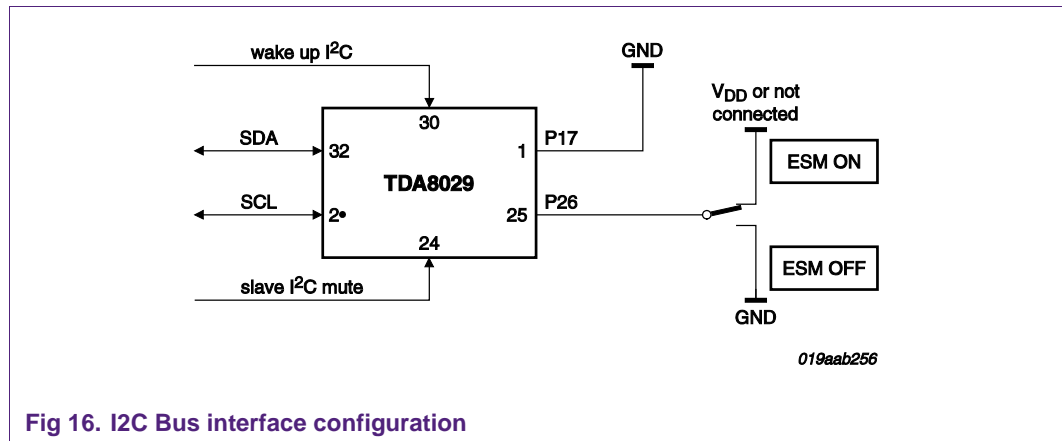 wake up I²C
GND
V_DD or not
connected
30
SDA
32
P17
1
ESM ON
TDA8029
SCL
2•
P26
25
24
ESM OFF
slave I²C mute
GND
019aab256
Fig 16. I2C Bus interface configuration